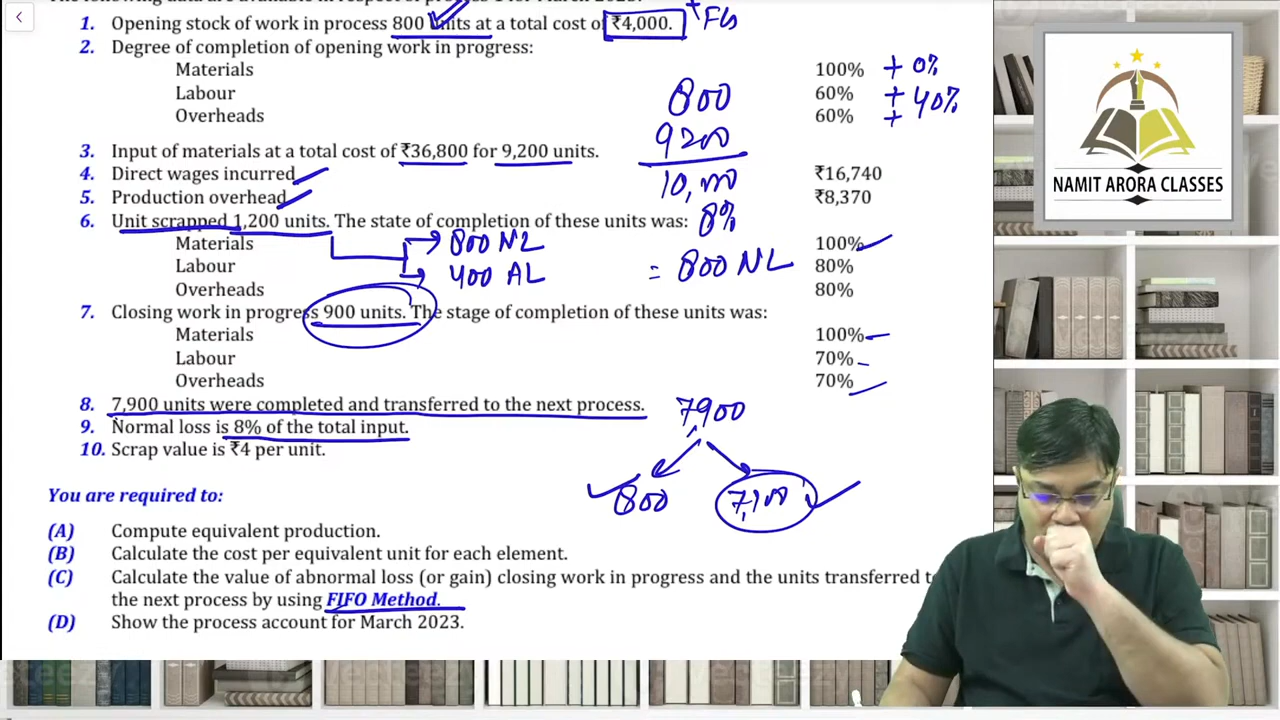 1. Opening stock of work in process 800 units at a total cost of ₹4,000.
2. Degree of completion of opening work in progress:
Materials 100% + 0%
Labour 60% + 40%
Overheads 60% +
800
9200
10,000
3. Input of materials at a total cost of ₹36,800 for 9,200 units.
4. Direct wages incurred ₹16,740
5. Production overhead ₹8,370
6. Unit scrapped 1,200 units. The state of completion of these units was: 8%
Materials 100%
800 NL
Labour 80%
400 AL
= 800 NL
Overheads 80%
7. Closing work in progress 900 units. The stage of completion of these units was:
Materials 100%
Labour 70%
Overheads 70%
8. 7,900 units were completed and transferred to the next process.
7,900
9. Normal loss is 8% of the total input.
10. Scrap value is ₹4 per unit.
800 7,100
You are required to:
(A) Compute equivalent production.
(B) Calculate the cost per equivalent unit for each element.
(C) Calculate the value of abnormal loss (or gain) closing work in progress and the units transferred
the next process by using FIFO Method.
(D) Show the process account for March 2023.
NAMIT ARORA CLASSES